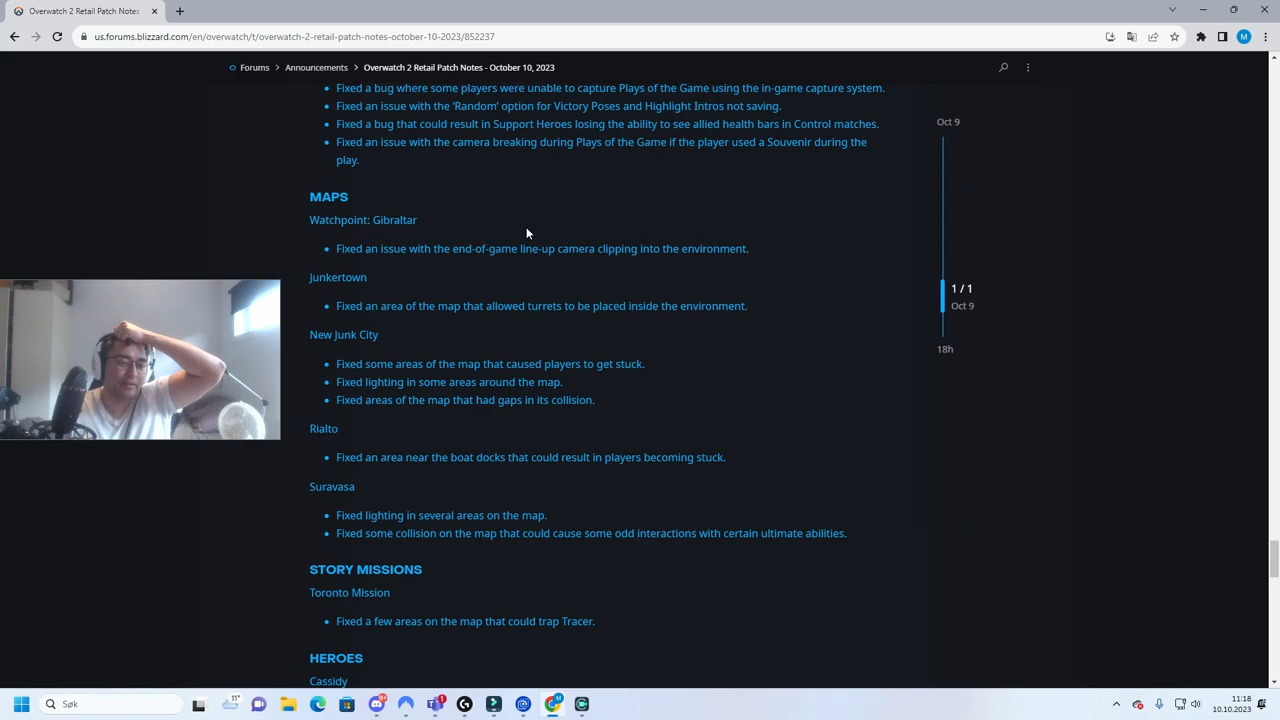 Overwatch 2 Retail Patch Notes
us.forums.blizzard.com/en/overwatch/t/overwatch-2-retail-patch-notes-october-10-2023/852237
M
Forums > Announcements > Overwatch 2 Retail Patch Notes - October 10, 2023
• Fixed a bug where some players were unable to capture Plays of the Game using the in-game capture system.
• Fixed an issue with the ‘Random’ option for Victory Poses and Highlight Intros not saving.
• Fixed a bug that could result in Support Heroes losing the ability to see allied health bars in Control matches.
• Fixed an issue with the camera breaking during Plays of the Game if the player used a Souvenir during the
play.
Oct 9
MAPS
Watchpoint: Gibraltar
• Fixed an issue with the end-of-game line-up camera clipping into the environment.
Junkertown
• Fixed an area of the map that allowed turrets to be placed inside the environment.
1 / 1
Oct 9
New Junk City
18h
• Fixed some areas of the map that caused players to get stuck.
• Fixed lighting in some areas around the map.
• Fixed areas of the map that had gaps in its collision.
Rialto
• Fixed an area near the boat docks that could result in players becoming stuck.
Suravasa
• Fixed lighting in several areas on the map.
• Fixed some collision on the map that could cause some odd interactions with certain ultimate abilities.
STORY MISSIONS
Toronto Mission
• Fixed a few areas on the map that could trap Tracer.
HEROES
Cassidy
Søk
11°
9+
1
M
11:18
10.10.2023